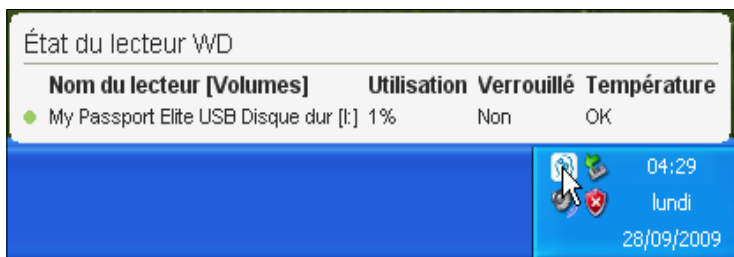 État du lecteur WD
Nom du lecteur [Volumes] Utilisation Verrouillé Température
My Passport Elite USB Disque dur [I:] 1% Non OK
04:29
lundi
28/09/2009